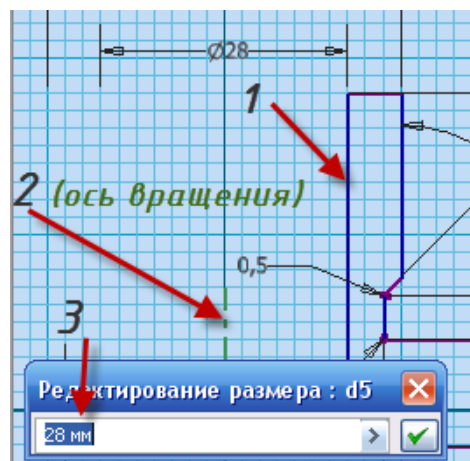 Ø28
1
2 (ось вращения)
0,5
3
Редактирование размера : d5
28 мм